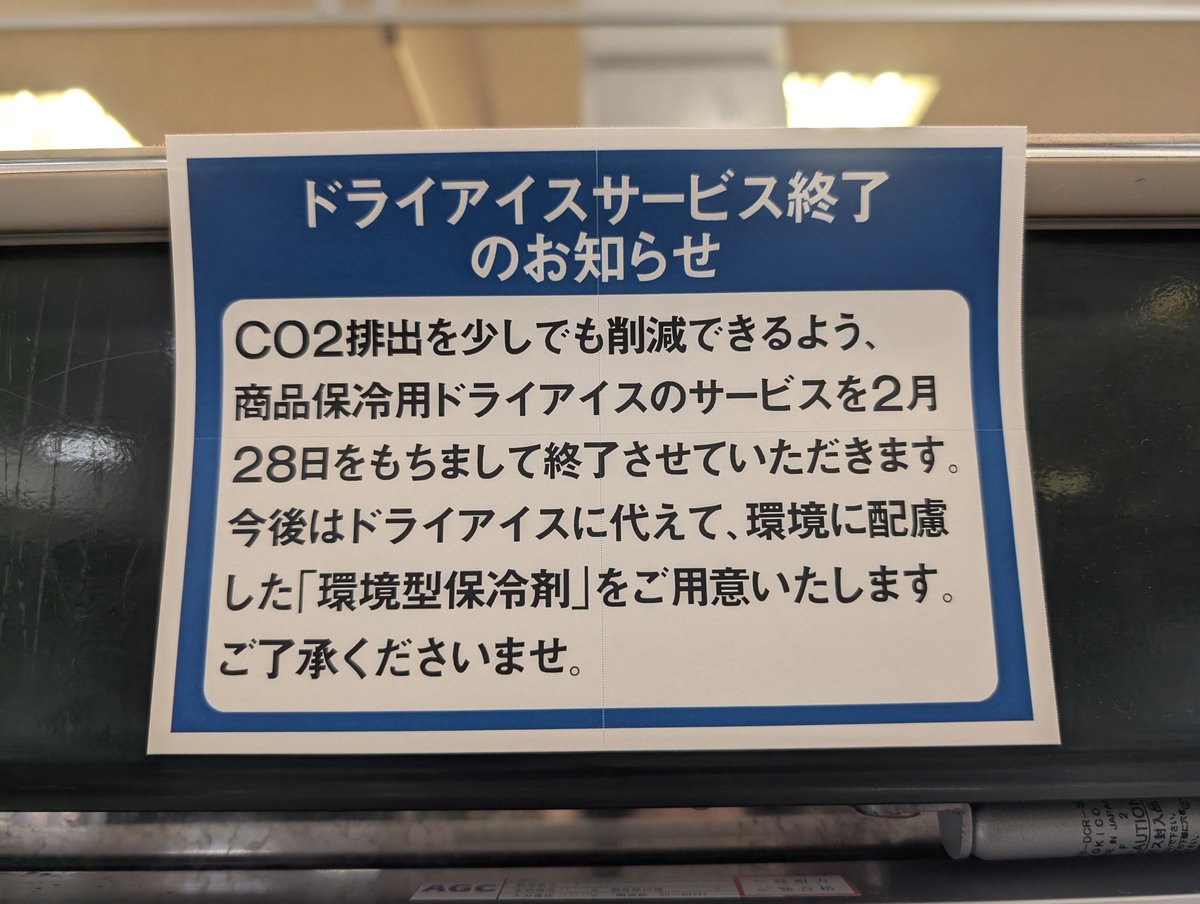 ドライアイスサービス終了
のお知らせ
CO2排出を少しでも削減できるよう、
商品保冷用ドライアイスのサービスを2月
28日をもちまして終了させていただきます。
今後はドライアイスに代えて、環境に配慮
した「環境型保冷剤」をご用意いたします。
ご了承くださいませ。
AGC
CAUTION